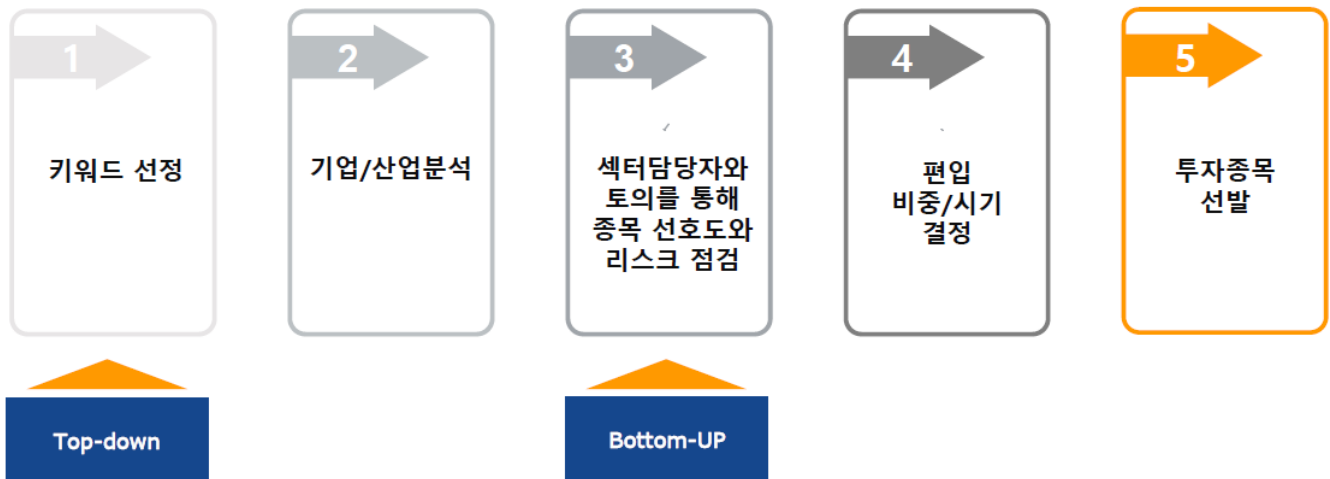 1
키워드 선정
2
기업/산업분석
3
섹터담당자와
토의를 통해
종목 선호도와
리스크 점검
4
편입
비중/시기
결정
5
투자종목
선발
Top-down
Bottom-UP